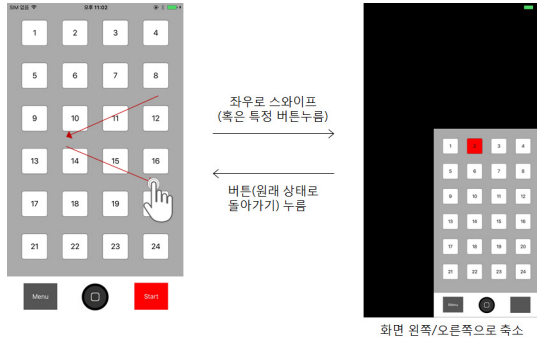 SIM 없음
오후 11:02
1 2 3 4
5 6 7 8
9 10 11 12
13 14 15 16
17 18 19
21 22 23 24
Menu
Start
좌우로 스와이프
(혹은 특정 버튼누름)
버튼(원래 상태로
돌아가기) 누름
1 2 3 4
5 6 7 8
9 10 11 12
13 14 15 16
17 18 19 20
21 22 23 24
Menu
화면 왼쪽/오른쪽으로 축소